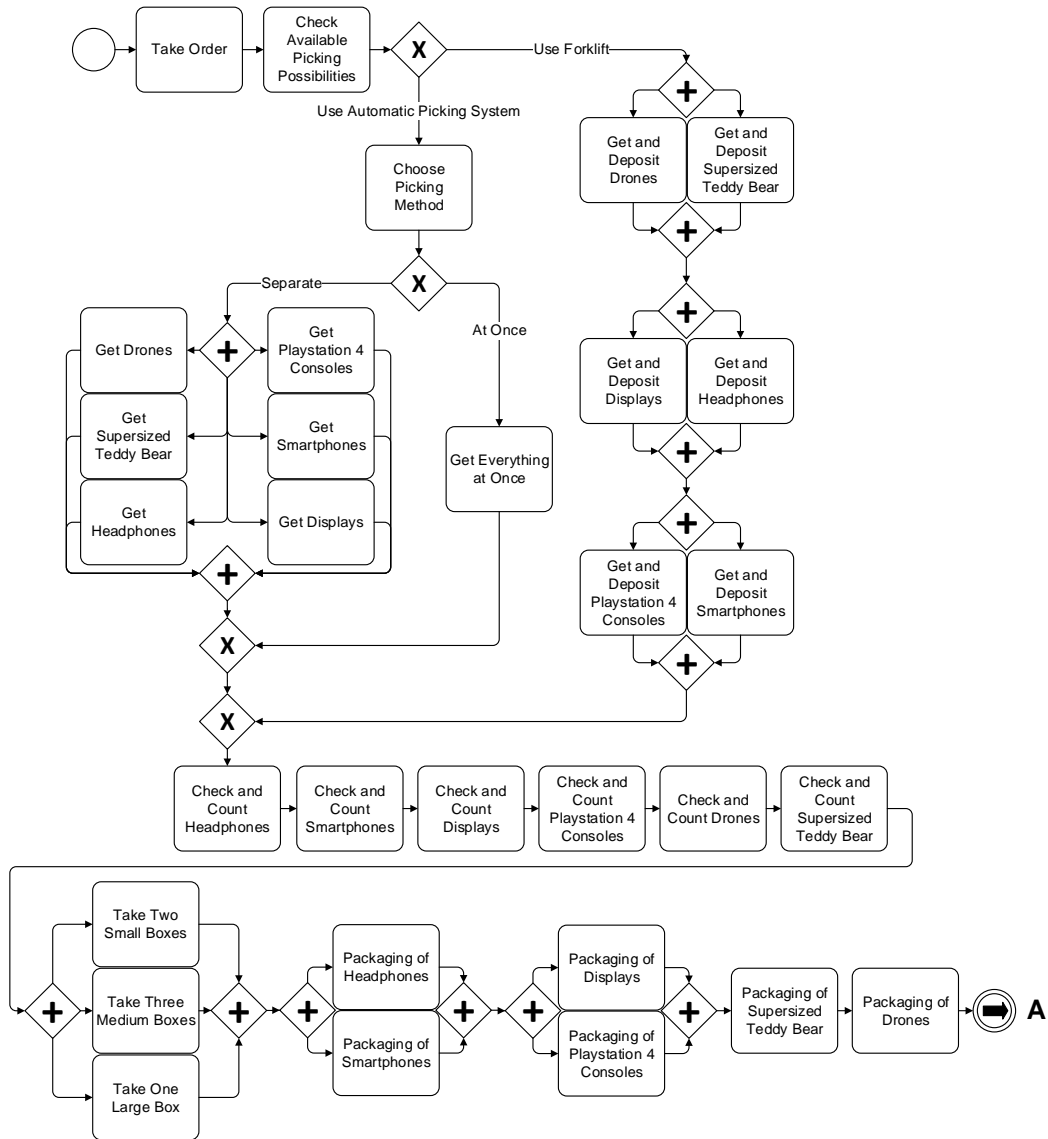 Take Order
Check
Available
Picking
Possibilities
X
Use Forklift
Use Automatic Picking System
Get and
Deposit
Drones
Get and
Deposit
Supersized
Teddy Bear
Choose
Picking
Method
X
Separate
At Once
Get Drones
Get
Playstation 4
Consoles
Get and
Deposit
Displays
Get and
Deposit
Headphones
Get
Supersized
Teddy Bear
Get
Smartphones
Get Everything
at Once
Get
Headphones
Get Displays
Get and
Deposit
Playstation 4
Consoles
Get and
Deposit
Smartphones
X
X
Check and
Count
Headphones
Check and
Count
Smartphones
Check and
Count
Displays
Check and
Count
Playstation 4
Consoles
Check and
Count Drones
Check and
Count
Supersized
Teddy Bear
Take Two
Small Boxes
Take Three
Medium Boxes
Take One
Large Box
Packaging of
Headphones
Packaging of
Smartphones
Packaging of
Displays
Packaging of
Playstation 4
Consoles
Packaging of
Supersized
Teddy Bear
Packaging of
Drones
A